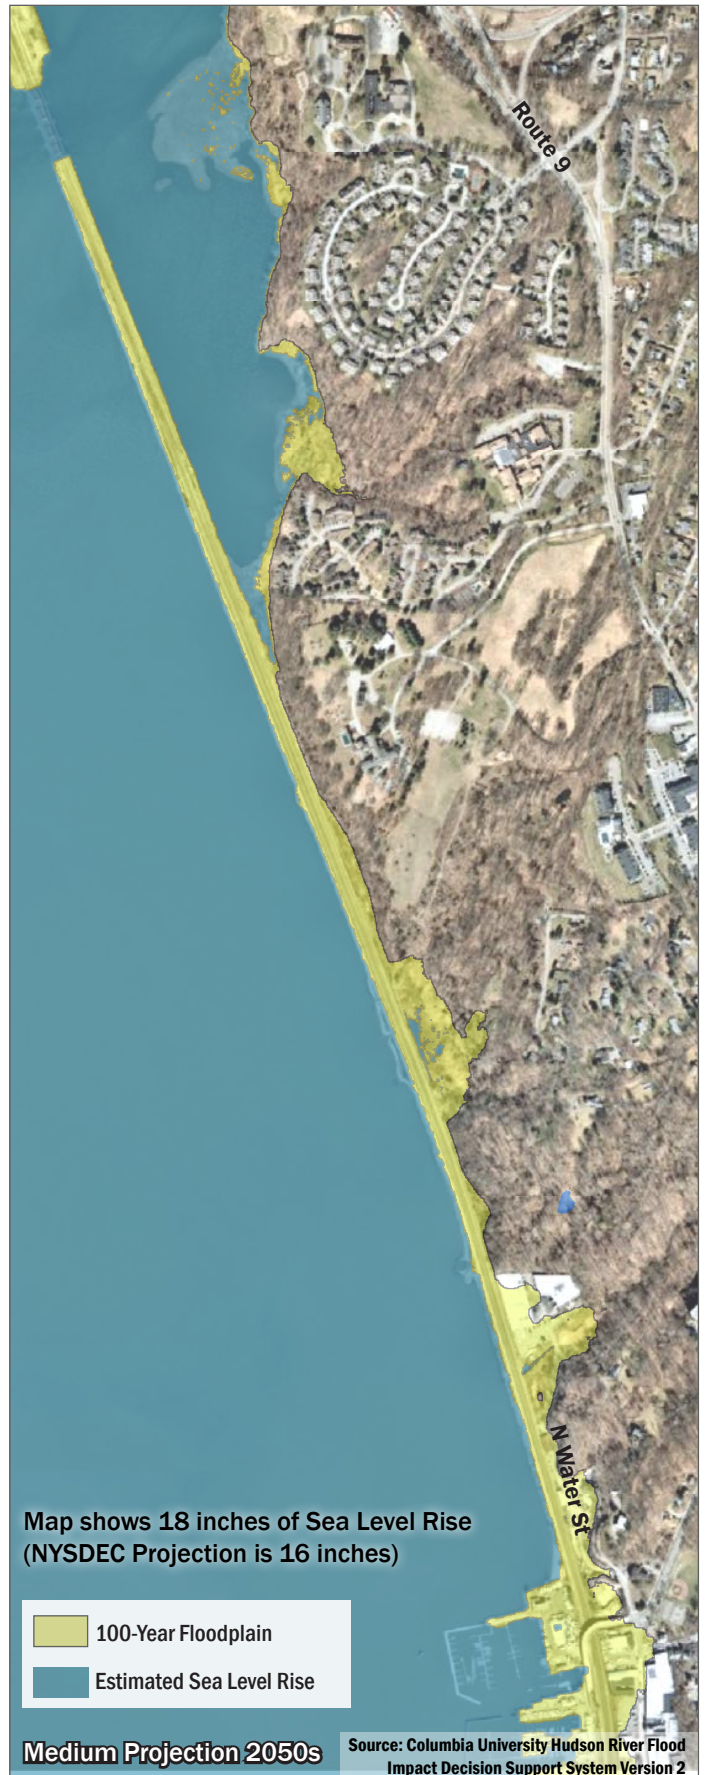 Route 9
N Water St
Map shows 18 inches of Sea Level Rise
(NYSDEC Projection is 16 inches)
100-Year Floodplain
Estimated Sea Level Rise
Medium Projection 2050s
Source: Columbia University Hudson River Flood
Impact Decision Support System Version 2